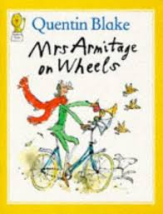 Quentin Blake
Mrs Armitage
on Wheels